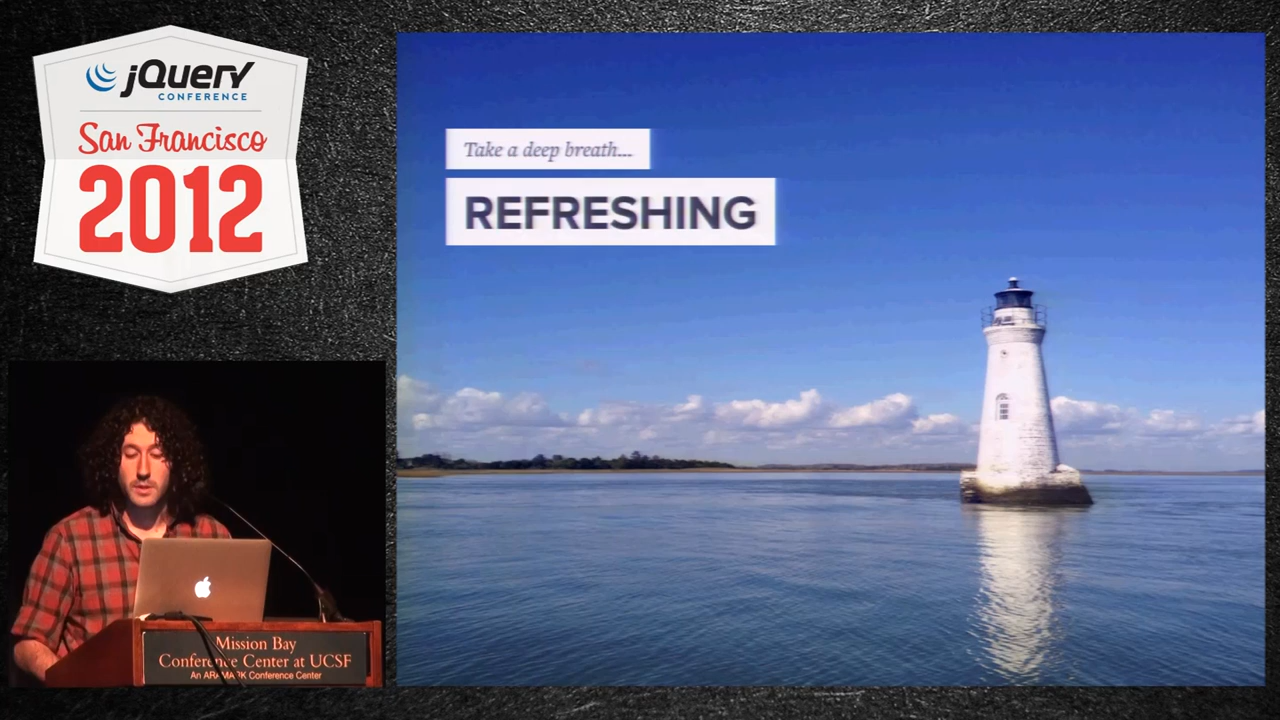 jQuery
CONFERENCE
San Francisco
2012
Take a deep breath...
REFRESHING
Mission Bay
Conference Center at UCSF
An ARAMARK Conference Center